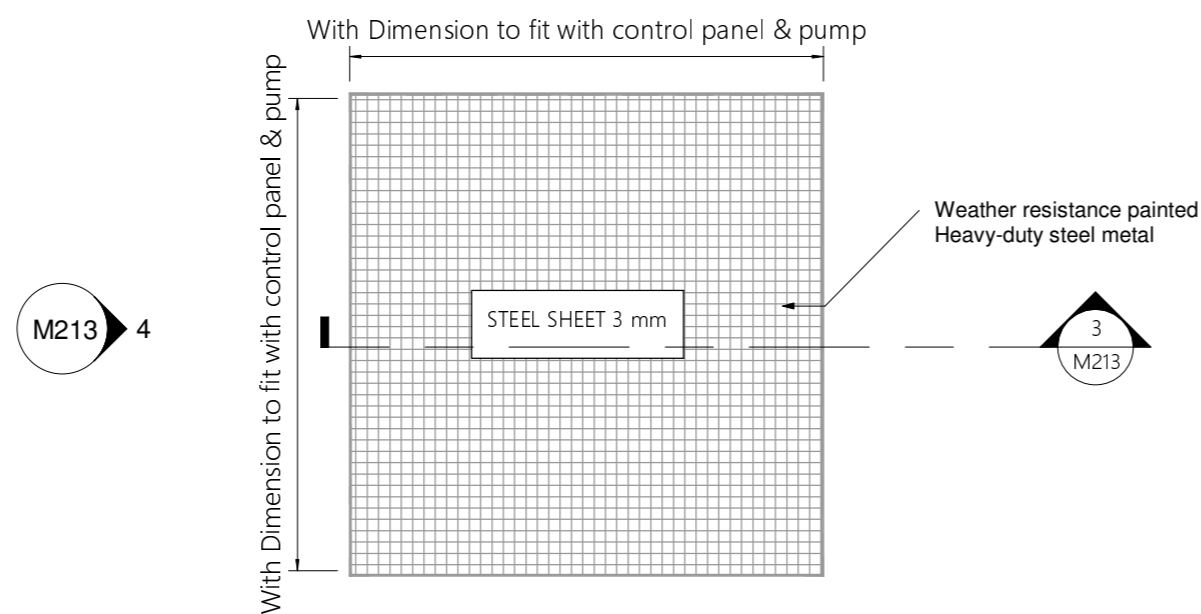 With Dimension to fit with control panel & pump
With Dimension to fit with control panel & pump
Weather resistance painted
Heavy-duty steel metal
STEEL SHEET 3 mm
M213
4
3
M213